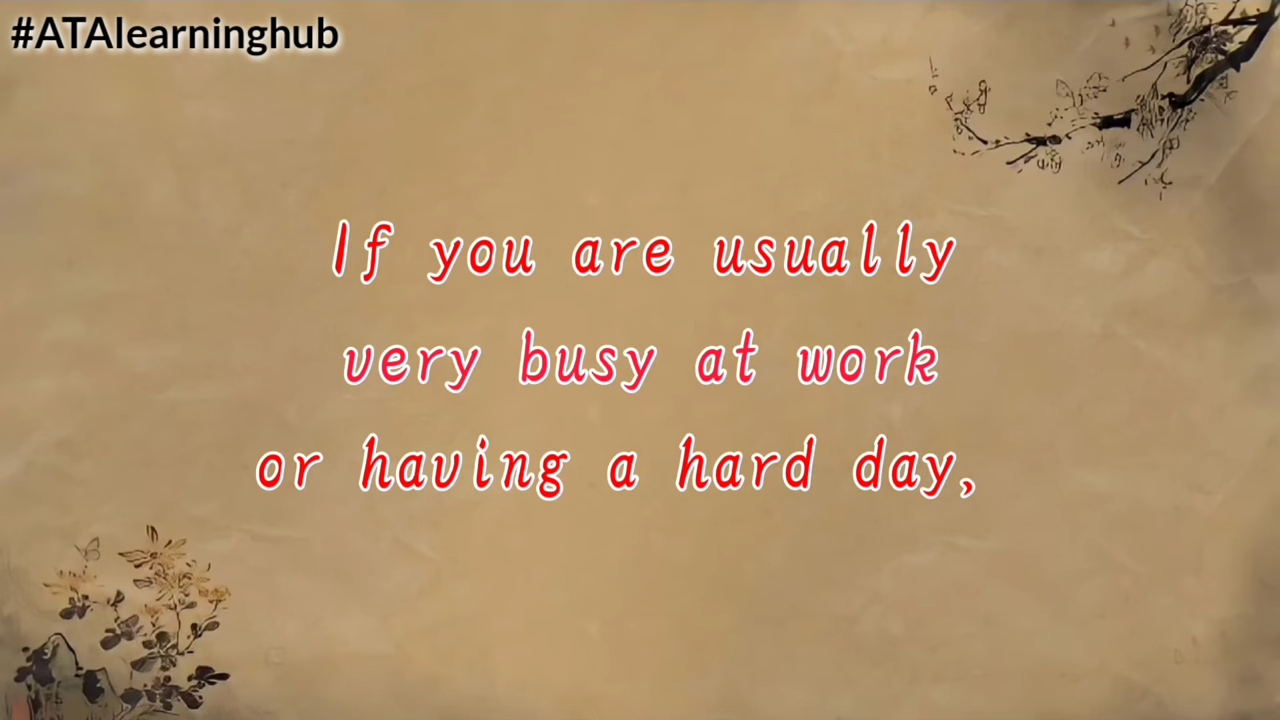 #ATAlearninghub
If you are usually
very busy at work
or having a hard day,